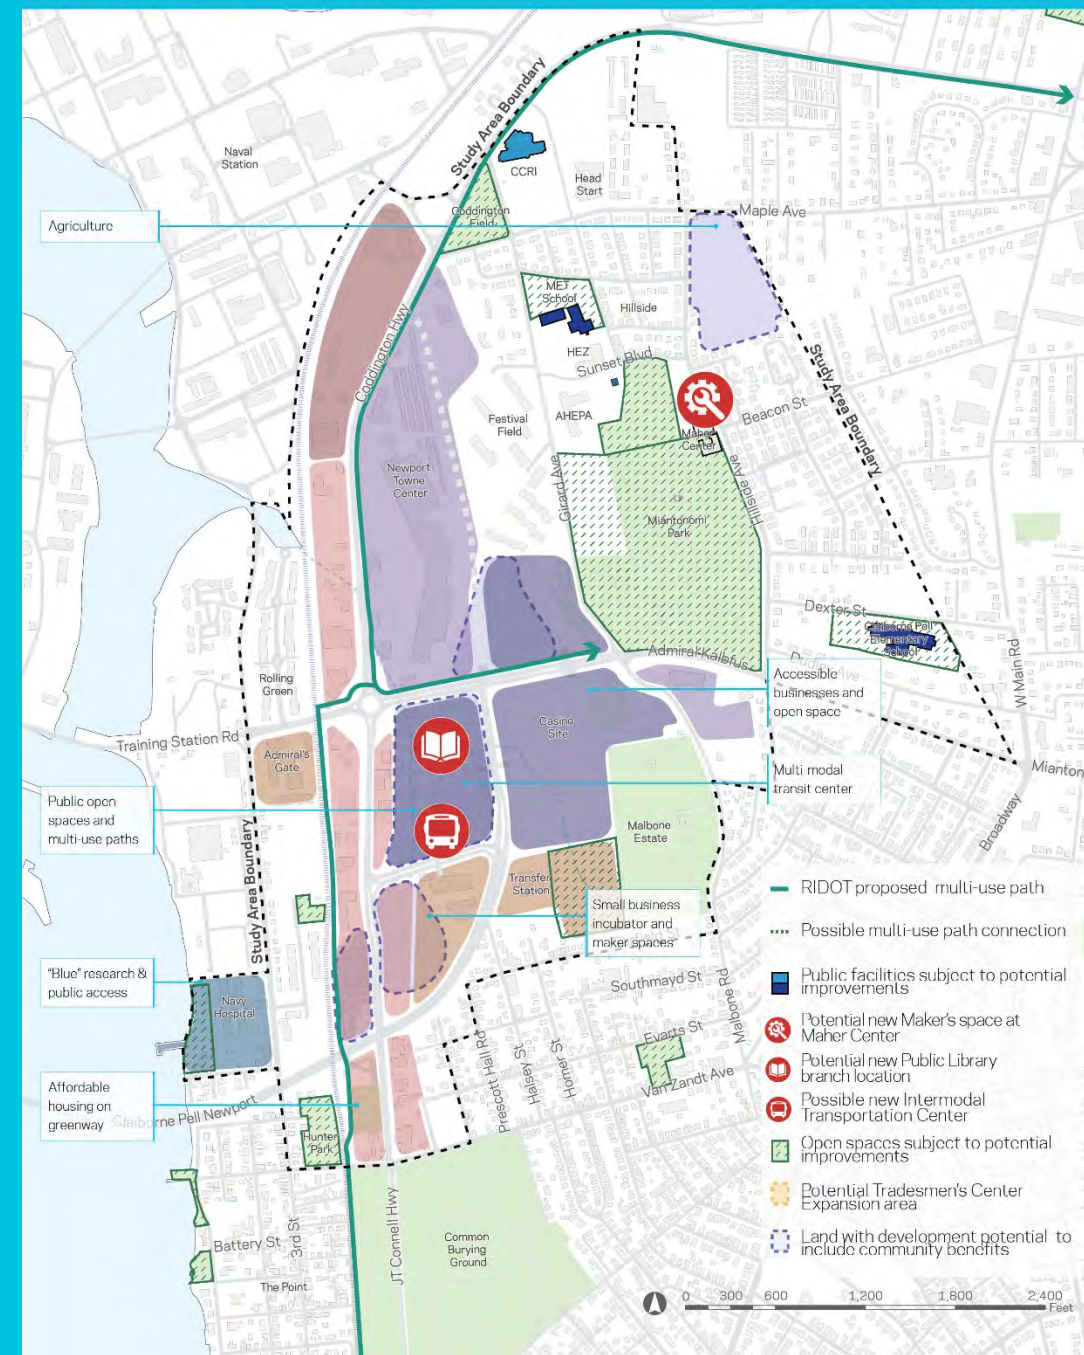 Study Area Boundary
Naval
Station
CCRI
Head
Start
Coddington
Field
Maple Ave
Agriculture
MET
School
Hillside
HEZ
Sunset Blvd
Coddington Hwy
AHEPA
Festival
Field
Beacon St
Maher
Center
Study Area Boundary
Newport
Towne
Center
Girard Ave
Hillside Ave
Miantonomi
Park
Dexter St
Claiborne Pell
Elementary
School
Admiral Kalbfus
Dudley Ave
W Main Rd
Rolling
Green
Accessible
businesses and
open space
Casino
Site
Training Station Rd
Admiral's
Gate
Multi modal
transit center
Mianton
Public open
spaces and
multi-use paths
Malbone
Estate
Broadway
Study Area Boundary
Transfer
Station
Small business
incubator and
maker spaces
"Blue" research &
public access
Navy
Hospital
Southmayd St
Malbone Rd
Evarts St
Van Zandt Ave
Prescott Hall Rd
Halsey St
Homer St
Affordable
housing on
greenway
Claiborne Pell Newport
Hunter
Park
3rd St
JT Connell Hwy
Battery St
The Point
Common
Burying
Ground
RIDOT proposed multi-use path
Possible multi-use path connection
Public facilities subject to potential
improvements
Potential new Maker's space at
Maher Center
Potential new Public Library
branch location
Possible new Intermodal
Transportation Center
Open spaces subject to potential
improvements
Potential Tradesmen's Center
Expansion area
Land with development potential to
include community benefits
0 300 600 1,200 1,800 2,400
Feet